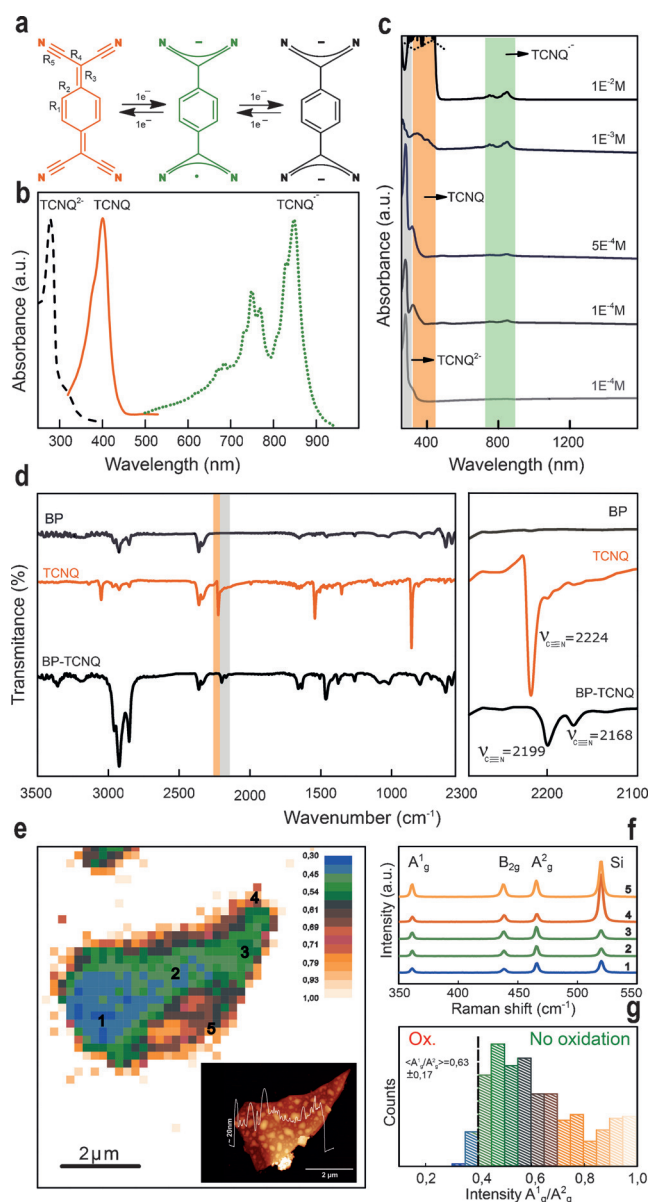 a
N N N N N N
R₄
R₅ R₃
R₂
R₁
1e⁻ 1e⁻
1e⁻ 1e⁻
N N N N N N
b
TCNQ²⁻ TCNQ TCNQ·⁻
Absorbance (a.u.)
300 400 500 600 700 800 900
Wavelength (nm)
c
TCNQ·⁻
1E⁻²M
1E⁻³M
TCNQ
5E⁻⁴M
1E⁻⁴M
TCNQ²⁻
1E⁻⁴M
Absorbance (a.u.)
400 800 1200
Wavelength (nm)
d
BP
TCNQ
BP-TCNQ
Transmitance (%)
3500 3000 2500 2000 1500 1000
Wavenumber (cm⁻¹)
BP
TCNQ
νC≡N=2224
BP-TCNQ
νC≡N=2199
νC≡N=2168
2300 2200 2100
e
0,30
0,46
0,54
0,61
0,69
0,71
0,79
0,93
1,00
4
3
2
1
5
2µm
~ 20nm
2 µm
f
A¹g B₂g A²g Si
5
4
3
2
1
Intensity (a.u.)
350 400 450 500 550
Raman shift (cm⁻¹)
g
Ox. No oxidation
<A¹g/A²g>=0,63
±0,17
Counts
0,2 0,4 0,6 0,8 1,0
Intensity A¹g/A²g